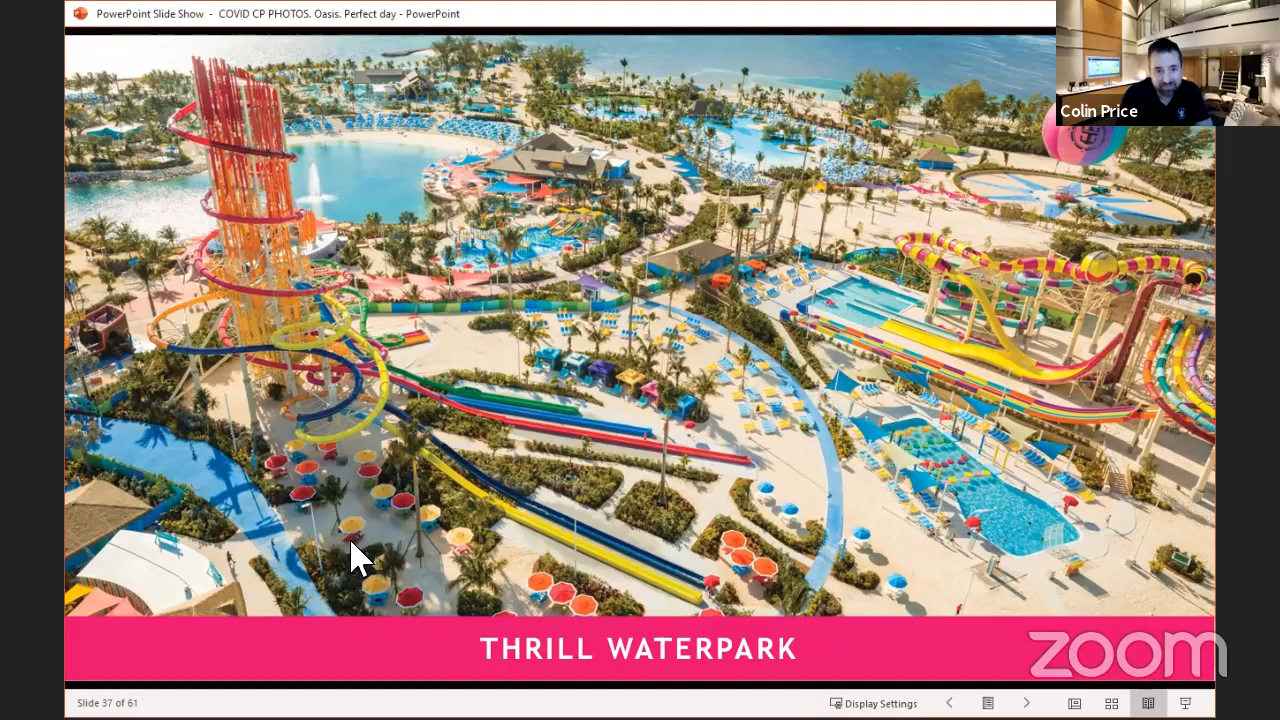 PowerPoint Slide Show - COVID CP PHOTOS. Oasis. Perfect day - PowerPoint
Colin Price
THRILL WATERPARK
zoom
Slide 37 of 61
Display Settings